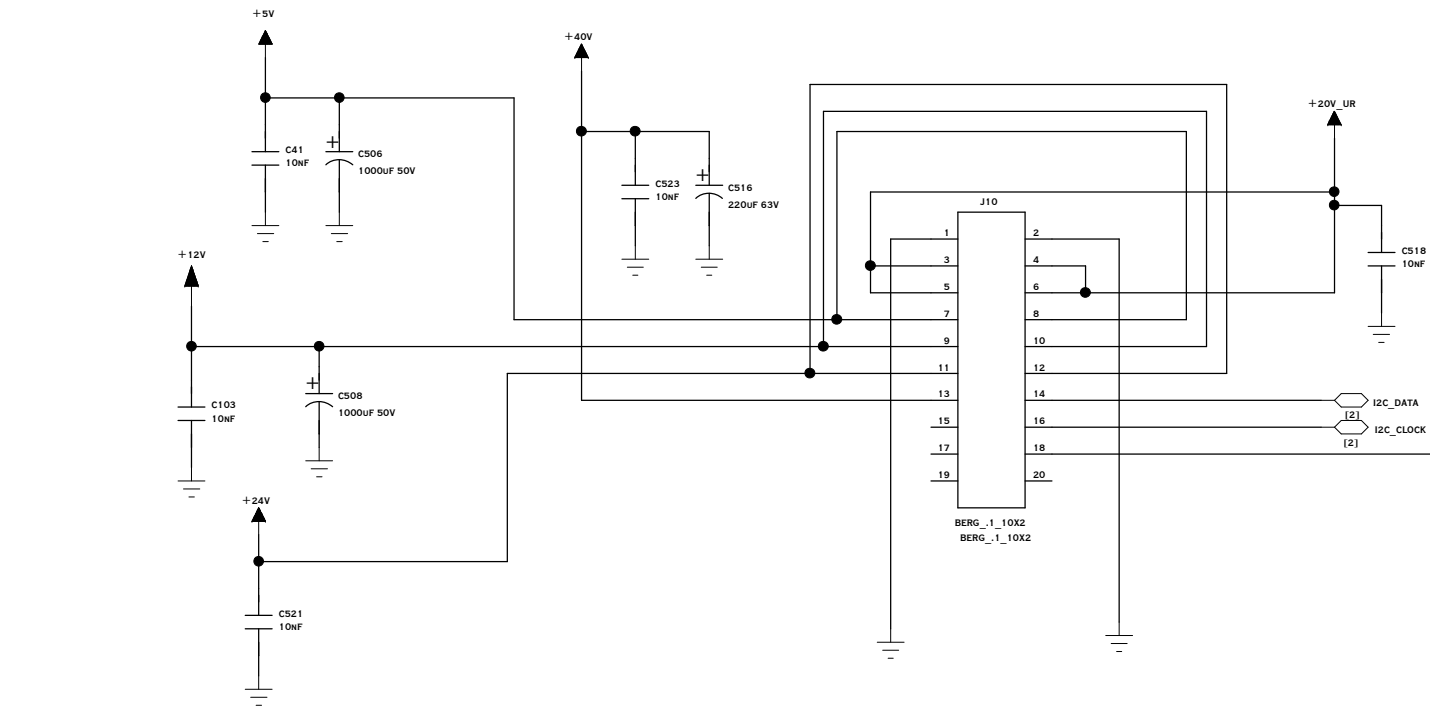 +5V
+40V
+20V_UR
C41
10NF
C506
1000UF 50V
C523
10NF
C516
220UF 63V
J10
1 2
3 4
5 6
7 8
9 10
11 12
13 14
15 16
17 18
19 20
C518
10NF
+12V
C103
10NF
C508
1000UF 50V
I2C_DATA
[2]
I2C_CLOCK
[2]
+24V
BERG_.1_10X2
BERG_.1_10X2
C521
10NF